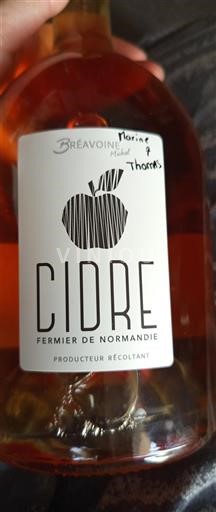 BRÉAVOINE
Michel
Marine
&
Thomas
CIDRE
FERMIER DE NORMANDIE
PRODUCTEUR RÉCOLTANT